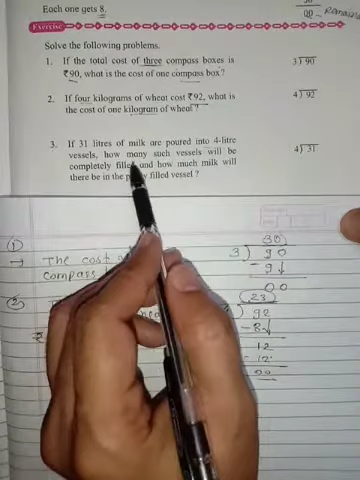 Each one gets 8.
00 - Remaind
Exercise
Solve the following problems.
1. If the total cost of three compass boxes is
₹90, what is the cost of one compass box?
3)90
2. If four kilograms of wheat cost ₹92, what is
the cost of one kilogram of wheat?
4)92
3. If 31 litres of milk are poured into 4-litre
vessels, how many such vessels will be
completely filled and how much milk will
there be in the filled vessel?
4)31
①
→ The cost
compass
30
3)90
-9↓
00
②
23
92
-8↓
12
-12
00